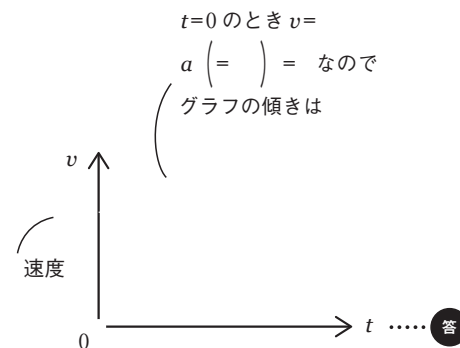 t=0 のとき v=
a (= ) = なので
グラフの傾きは
v
速度
0
t ……答